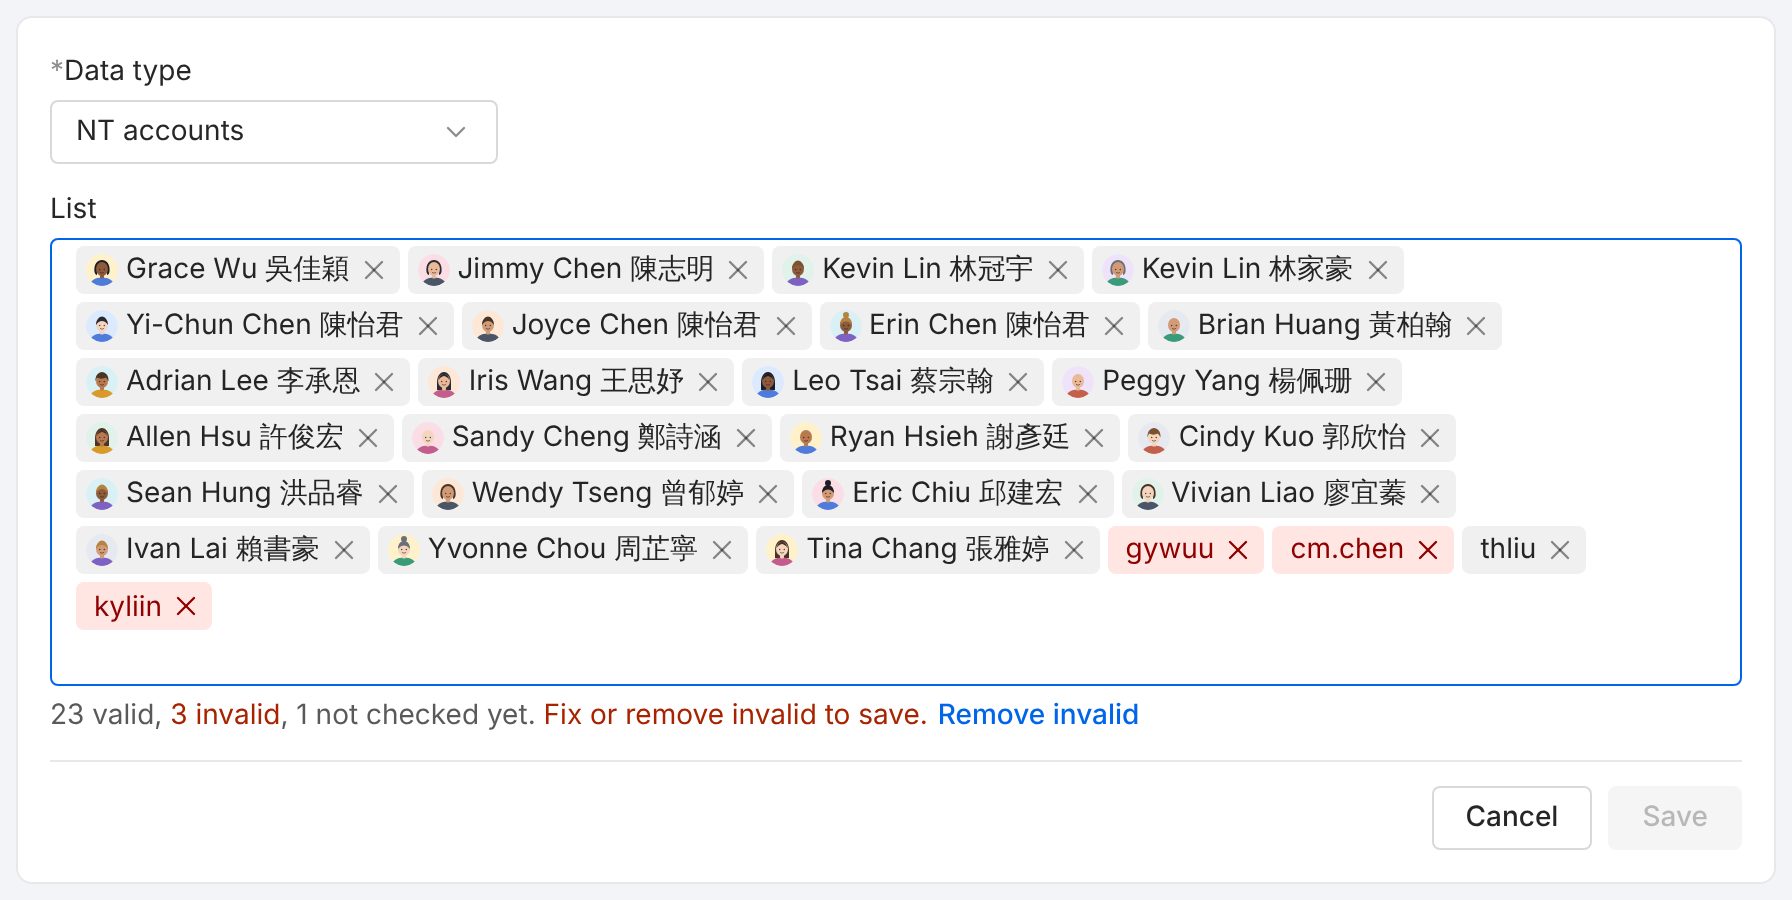 *Data type
NT accounts
List
Grace Wu 吳佳穎 Jimmy Chen 陳志明 Kevin Lin 林冠宇 Kevin Lin 林家豪
Yi-Chun Chen 陳怡君 Joyce Chen 陳怡君 Erin Chen 陳怡君 Brian Huang 黃柏翰
Adrian Lee 李承恩 Iris Wang 王思妤 Leo Tsai 蔡宗翰 Peggy Yang 楊佩珊
Allen Hsu 許俊宏 Sandy Cheng 鄭詩涵 Ryan Hsieh 謝彥廷 Cindy Kuo 郭欣怡
Sean Hung 洪品睿 Wendy Tseng 曾郁婷 Eric Chiu 邱建宏 Vivian Liao 廖宜蓁
Ivan Lai 賴書豪 Yvonne Chou 周芷寧 Tina Chang 張雅婷 gywuu cm.chen thliu
kyliin
23 valid, 3 invalid, 1 not checked yet. Fix or remove invalid to save. Remove invalid
Cancel Save